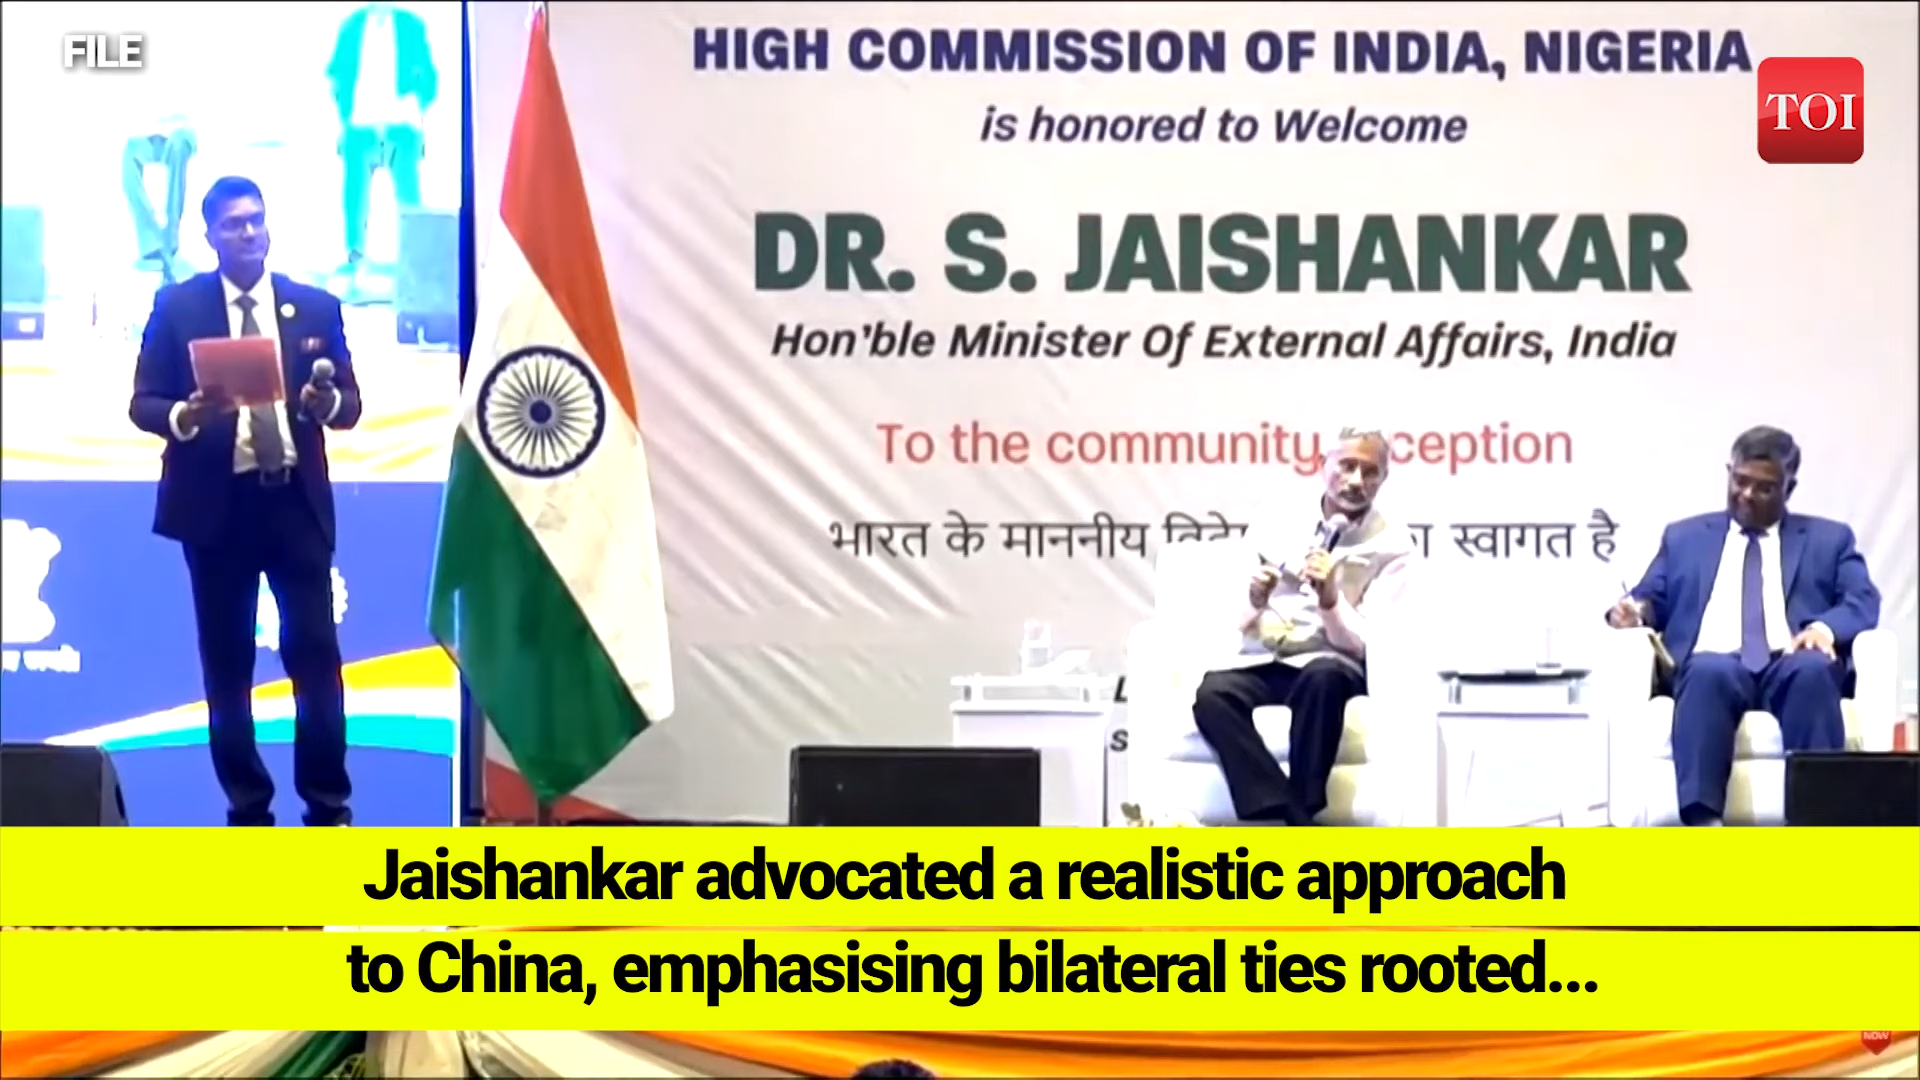 FILE
HIGH COMMISSION OF INDIA, NIGERIA
TOI
is honored to Welcome
DR. S. JAISHANKAR
Hon'ble Minister Of External Affairs, India
To the community
भारत के माननीय स्वागत है
Jaishankar advocated a realistic approach
to China, emphasising bilateral ties rooted...
NOW